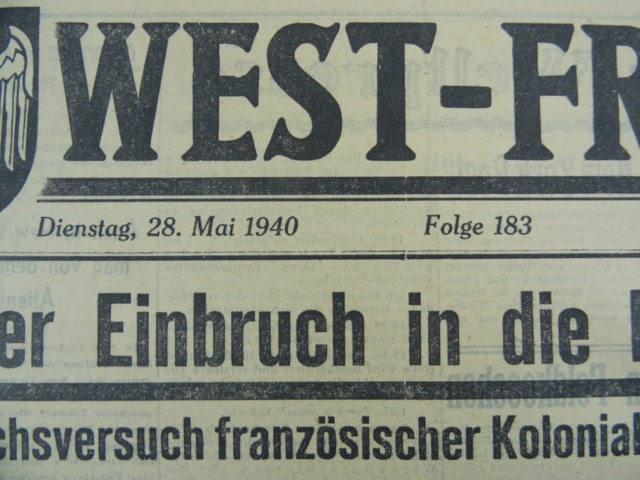 WEST-FR
Dienstag, 28. Mai 1940 Folge 183
er Einbruch in die
chsversuch französischer Kolonial